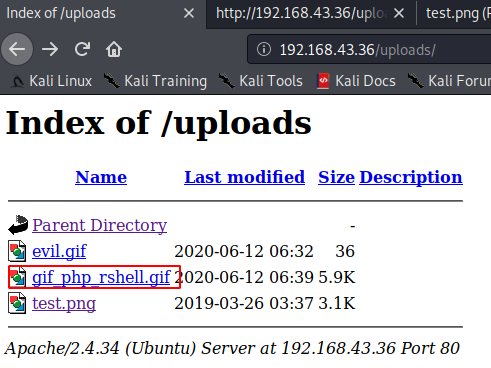 Index of /uploads
http://192.168.43.36/uplo
test.png (P
192.168.43.36/uploads/
Kali Linux
Kali Training
Kali Tools
Kali Docs
Kali Forum
Index of /uploads
Name Last modified Size Description
Parent Directory -
evil.gif 2020-06-12 06:32 36
gif_php_rshell.gif 2020-06-12 06:39 5.9K
test.png 2019-03-26 03:37 3.1K
Apache/2.4.34 (Ubuntu) Server at 192.168.43.36 Port 80